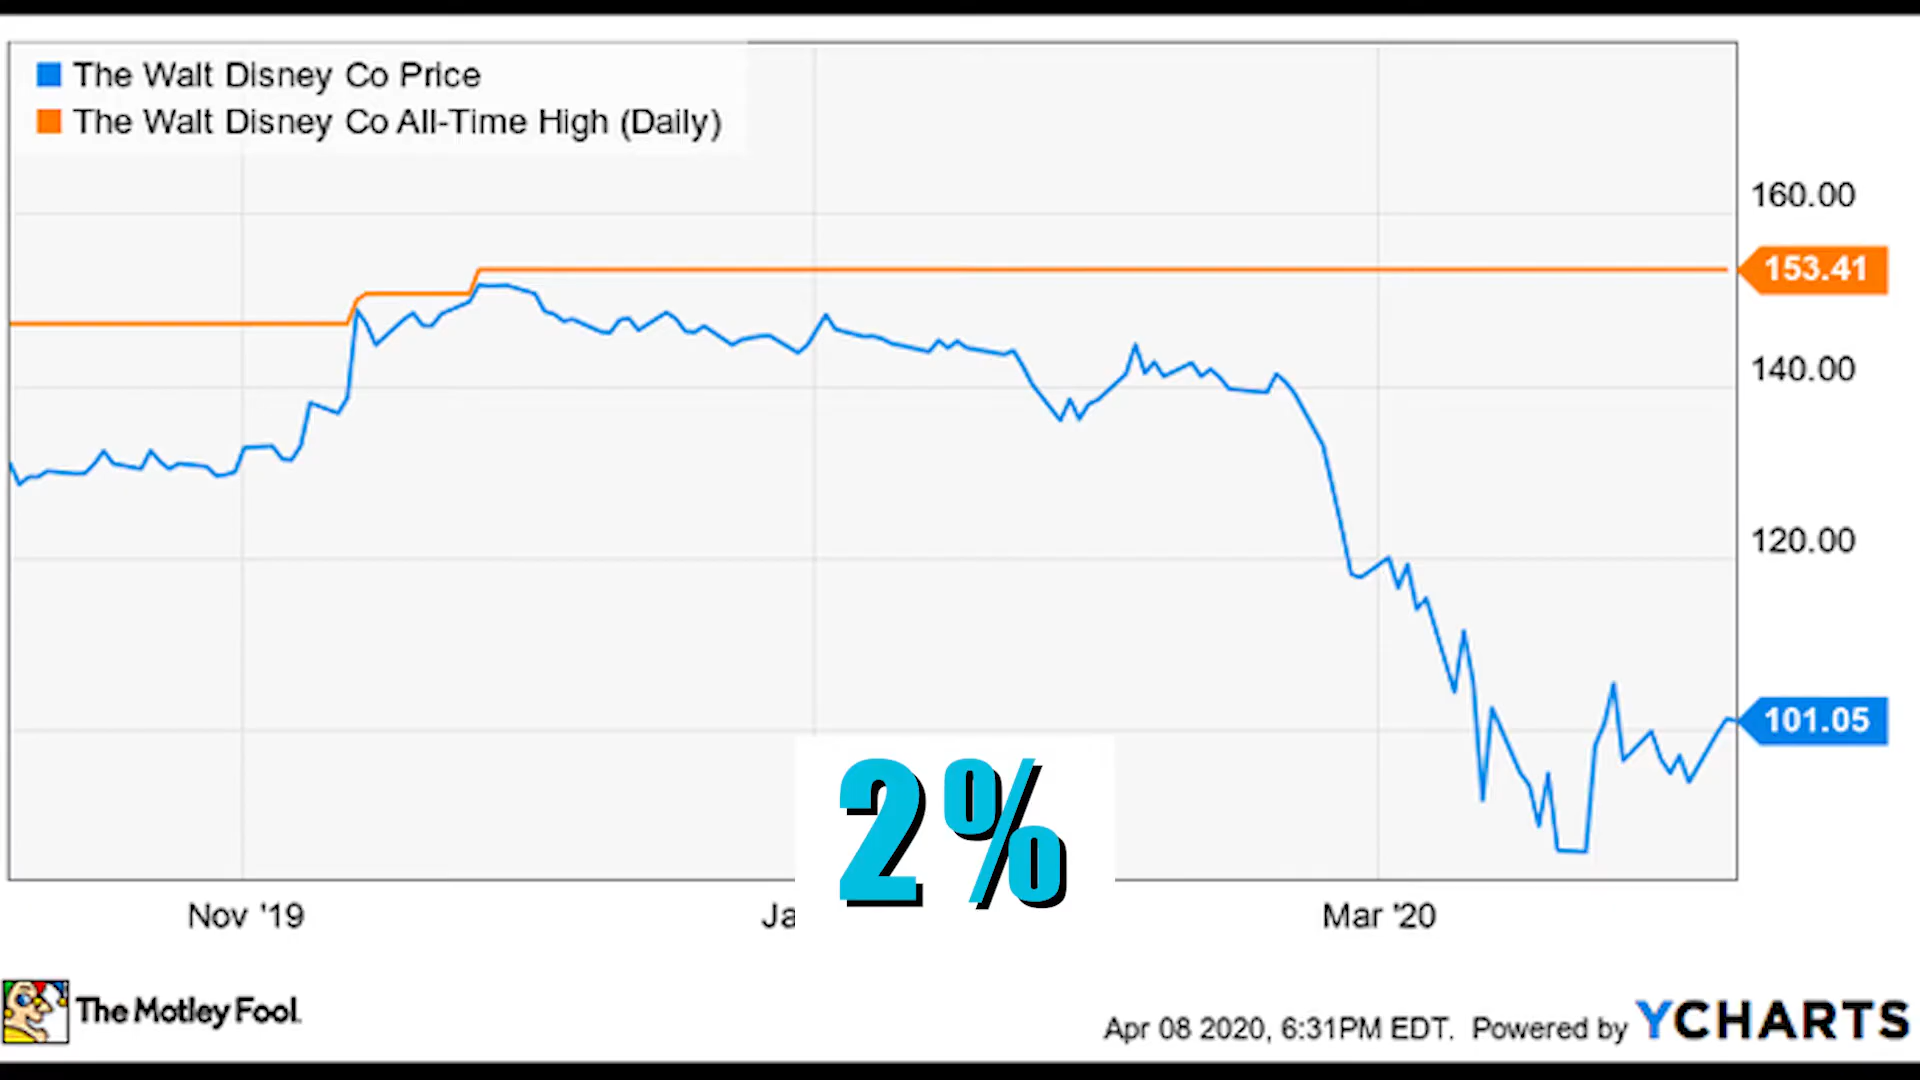 The Walt Disney Co Price
The Walt Disney Co All-Time High (Daily)
160.00
153.41
140.00
120.00
101.05
2%
Nov '19
Ja
Mar '20
The Motley Fool.
Apr 08 2020, 6:31PM EDT. Powered by YCHARTS